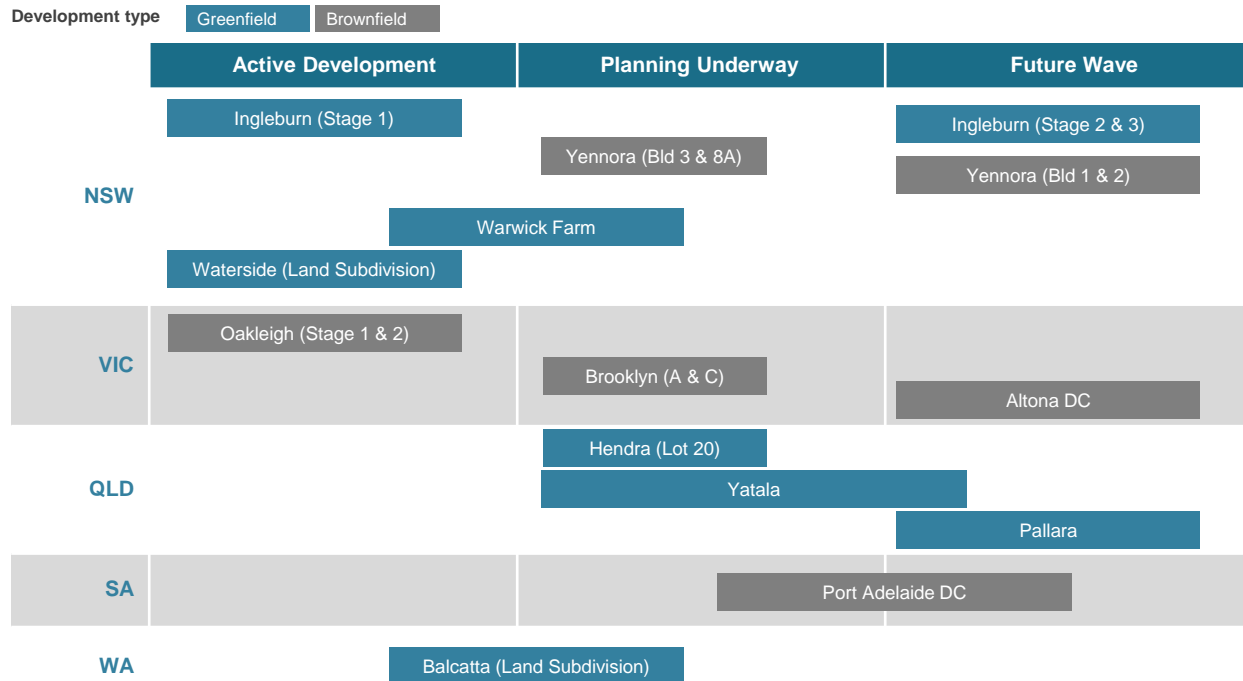 Development type
Greenfield
Brownfield
Active Development
Planning Underway
Future Wave
NSW
Ingleburn (Stage 1)
Ingleburn (Stage 2 & 3)
Yennora (Bld 3 & 8A)
Yennora (Bld 1 & 2)
Warwick Farm
Waterside (Land Subdivision)
VIC
Oakleigh (Stage 1 & 2)
Brooklyn (A & C)
Altona DC
QLD
Hendra (Lot 20)
Yatala
Pallara
SA
Port Adelaide DC
WA
Balcatta (Land Subdivision)